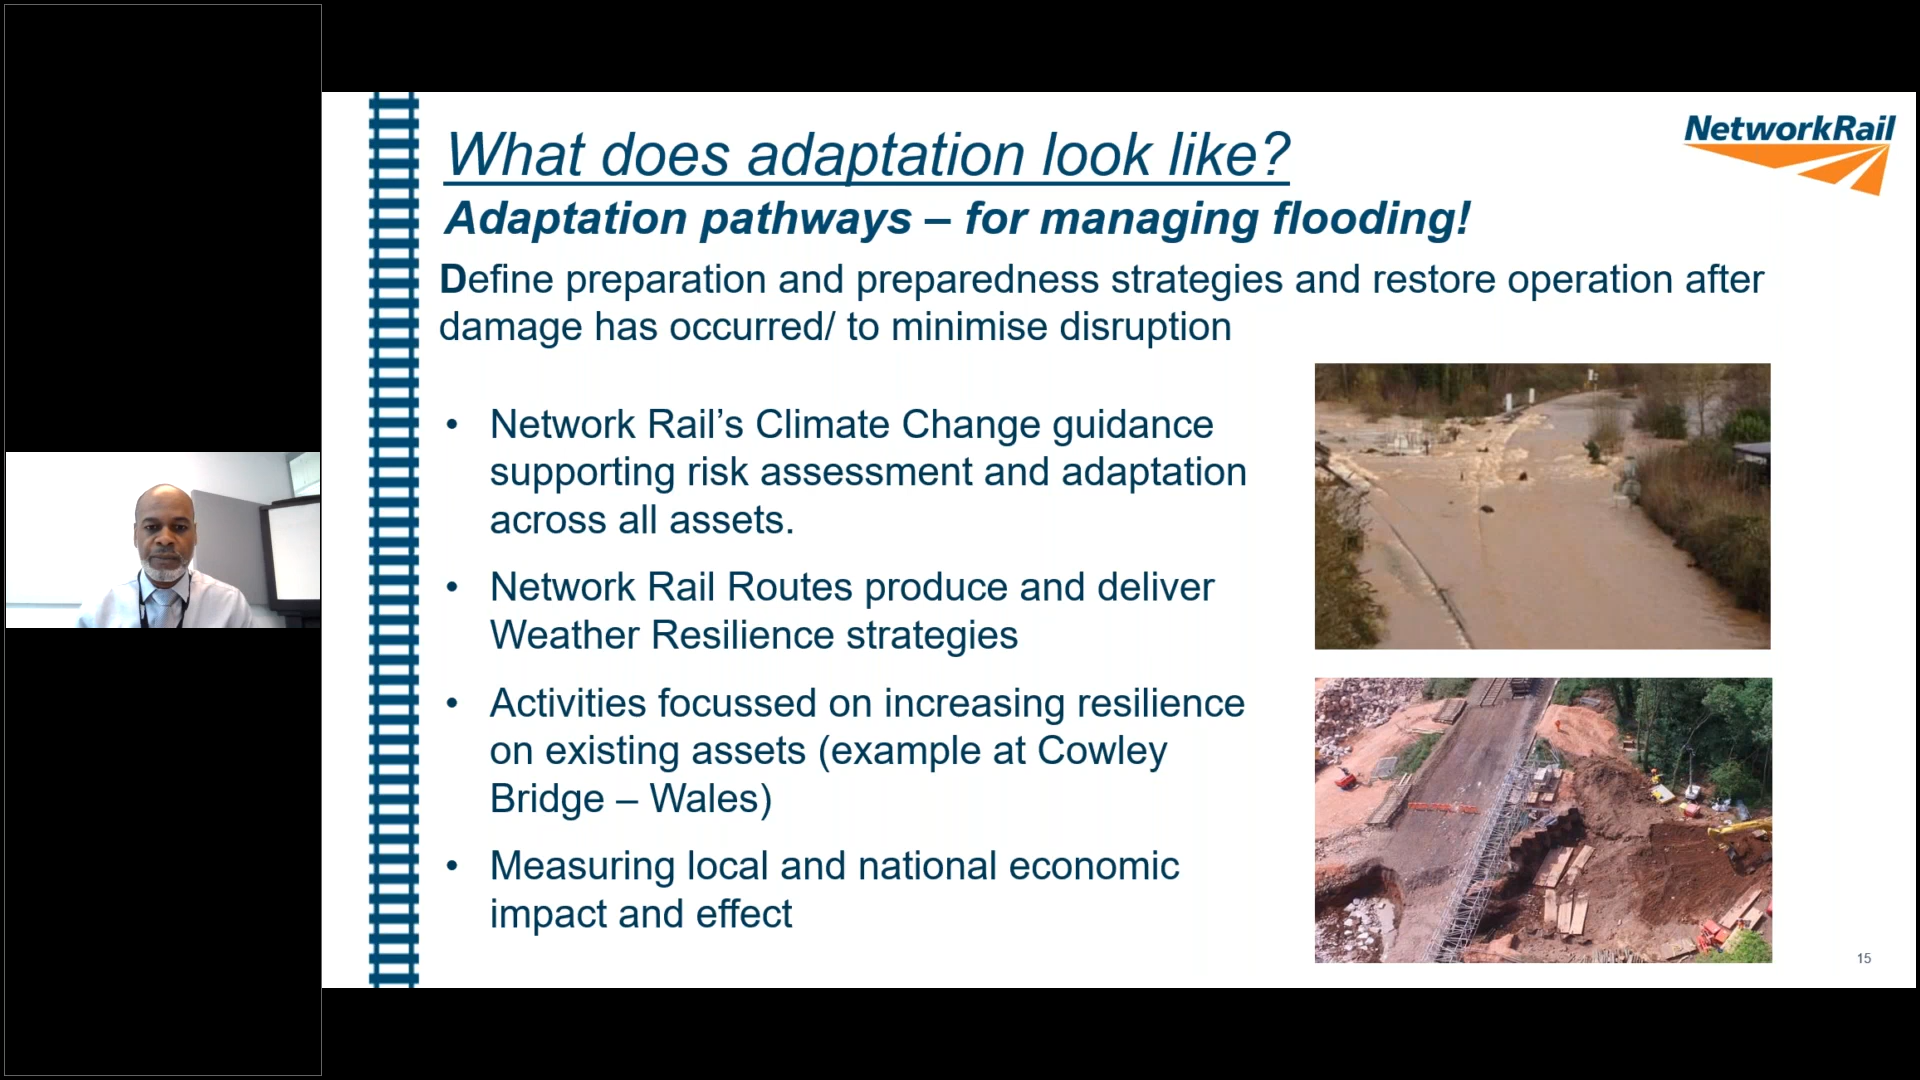 NetworkRail
What does adaptation look like?
Adaptation pathways – for managing flooding!
Define preparation and preparedness strategies and restore operation after
damage has occurred/ to minimise disruption
• Network Rail’s Climate Change guidance
supporting risk assessment and adaptation
across all assets.
• Network Rail Routes produce and deliver
Weather Resilience strategies
• Activities focussed on increasing resilience
on existing assets (example at Cowley
Bridge – Wales)
• Measuring local and national economic
impact and effect
15